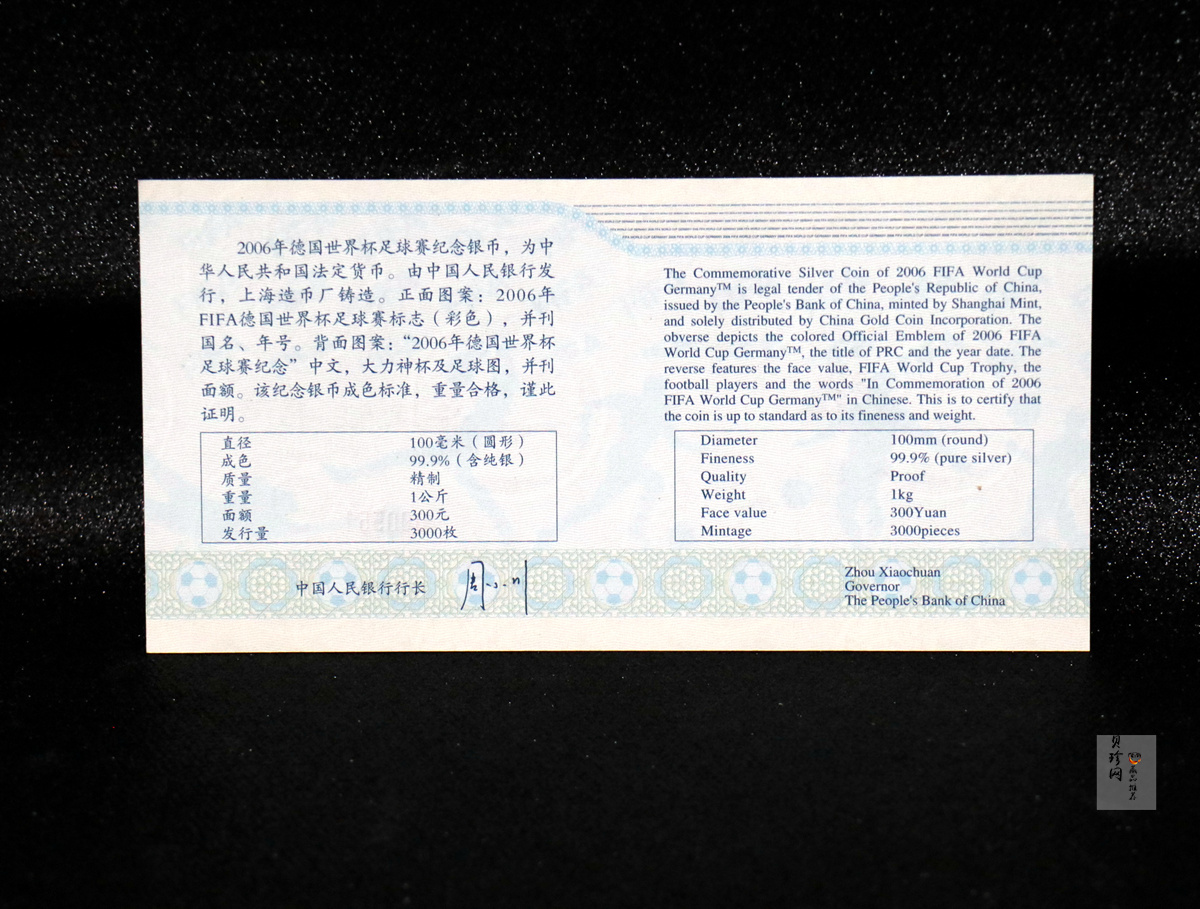 2006年德国世界杯足球赛纪念银币，为中
华人民共和国法定货币。由中国人民银行发
行，上海造币厂铸造。正面图案：2006年
FIFA德国世界杯足球赛标志（彩色），并刊
国名、年号。背面图案：“2006年德国世界杯
足球赛纪念”中文，大力神杯及足球图，并刊
面额。该纪念银币成色标准，重量合格，谨此
证明。
直径 100毫米（圆形）
成色 99.9%（含纯银）
质量 精制
重量 1公斤
面额 300元
发行量 3000枚
中国人民银行行长
The Commemorative Silver Coin of 2006 FIFA World Cup
Germany™ is legal tender of the People's Republic of China,
issued by the People's Bank of China, minted by Shanghai Mint,
and solely distributed by China Gold Coin Incorporation. The
obverse depicts the colored Official Emblem of 2006 FIFA
World Cup Germany™, the title of PRC and the year date. The
reverse features the face value, FIFA World Cup Trophy, the
football players and the words "In Commemoration of 2006
FIFA World Cup Germany™" in Chinese. This is to certify that
the coin is up to standard as to its fineness and weight.
Diameter 100mm (round)
Fineness 99.9% (pure silver)
Quality Proof
Weight 1kg
Face value 300Yuan
Mintage 3000pieces
Zhou Xiaochuan
Governor
The People's Bank of China